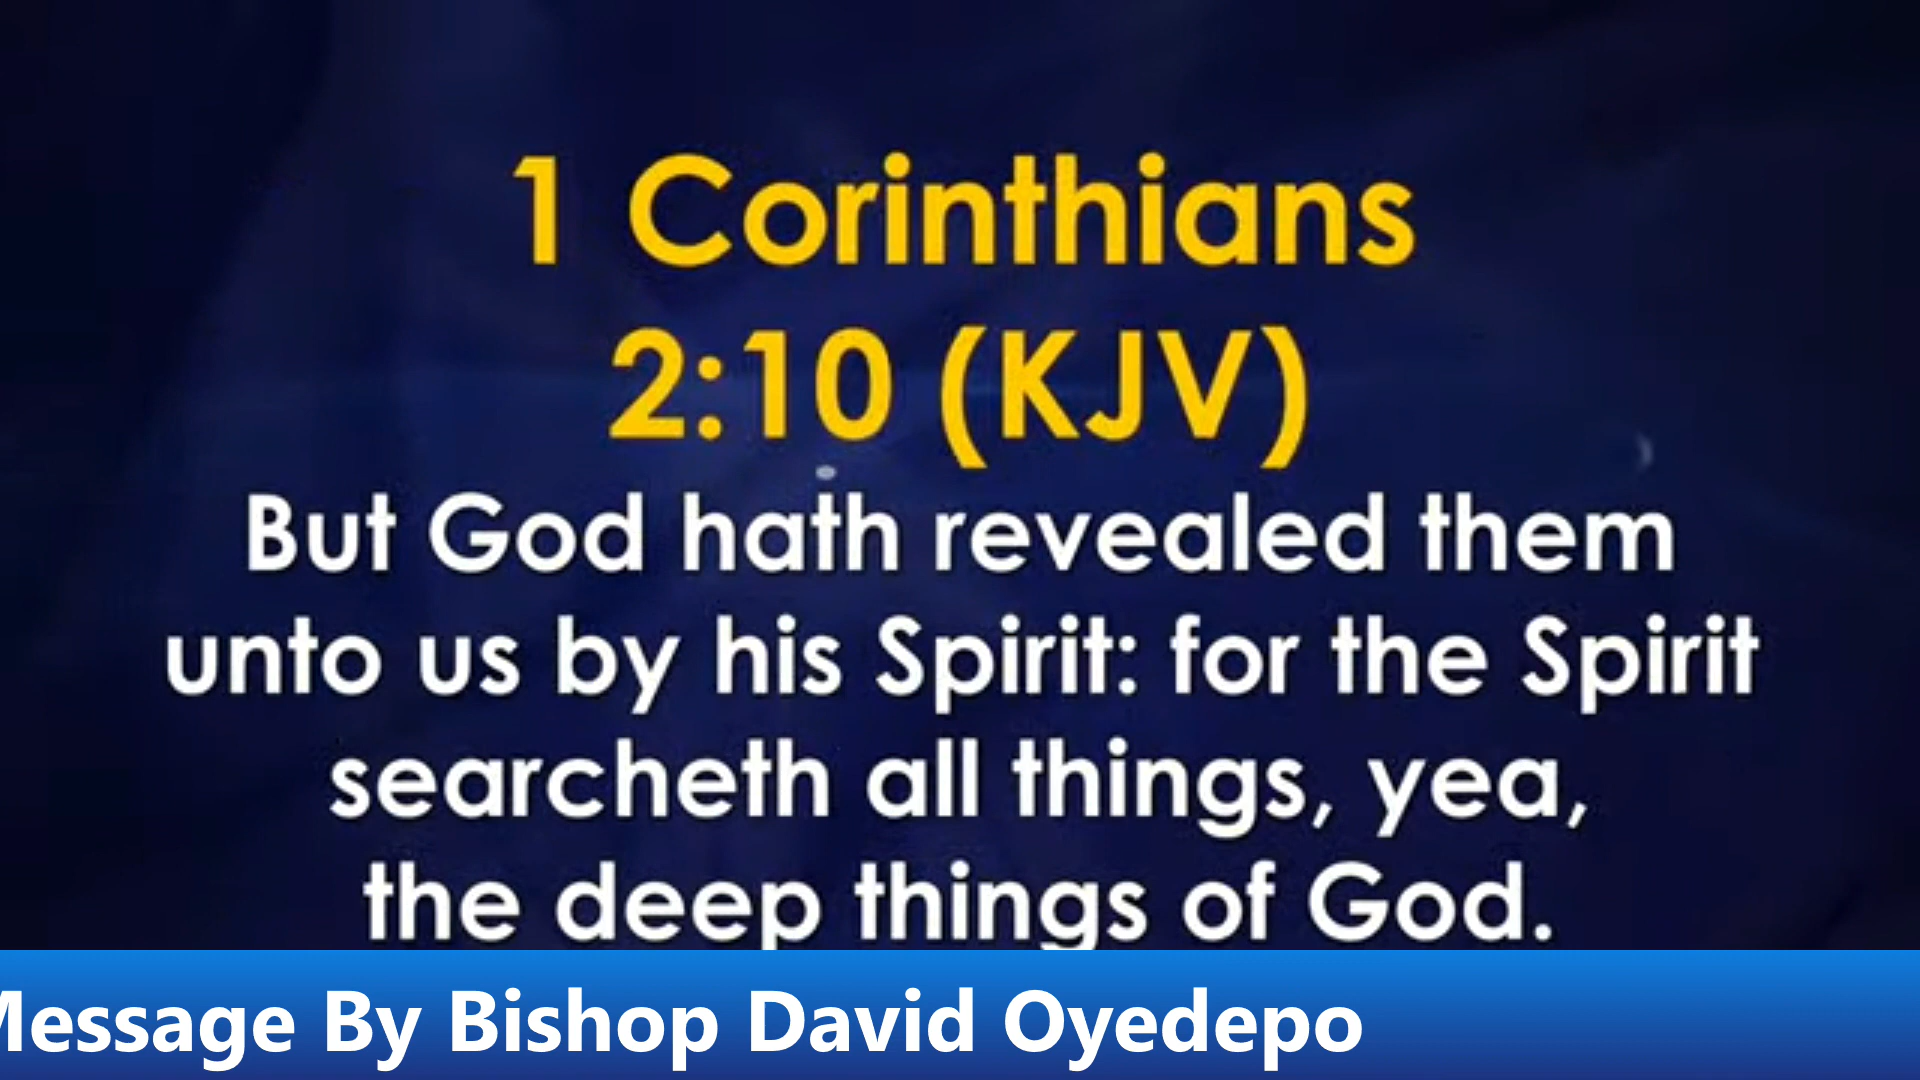 1 Corinthians
2:10 (KJV)
But God hath revealed them
unto us by his Spirit: for the Spirit
searcheth all things, yea,
the deep things of God.
Message By Bishop David Oyedepo